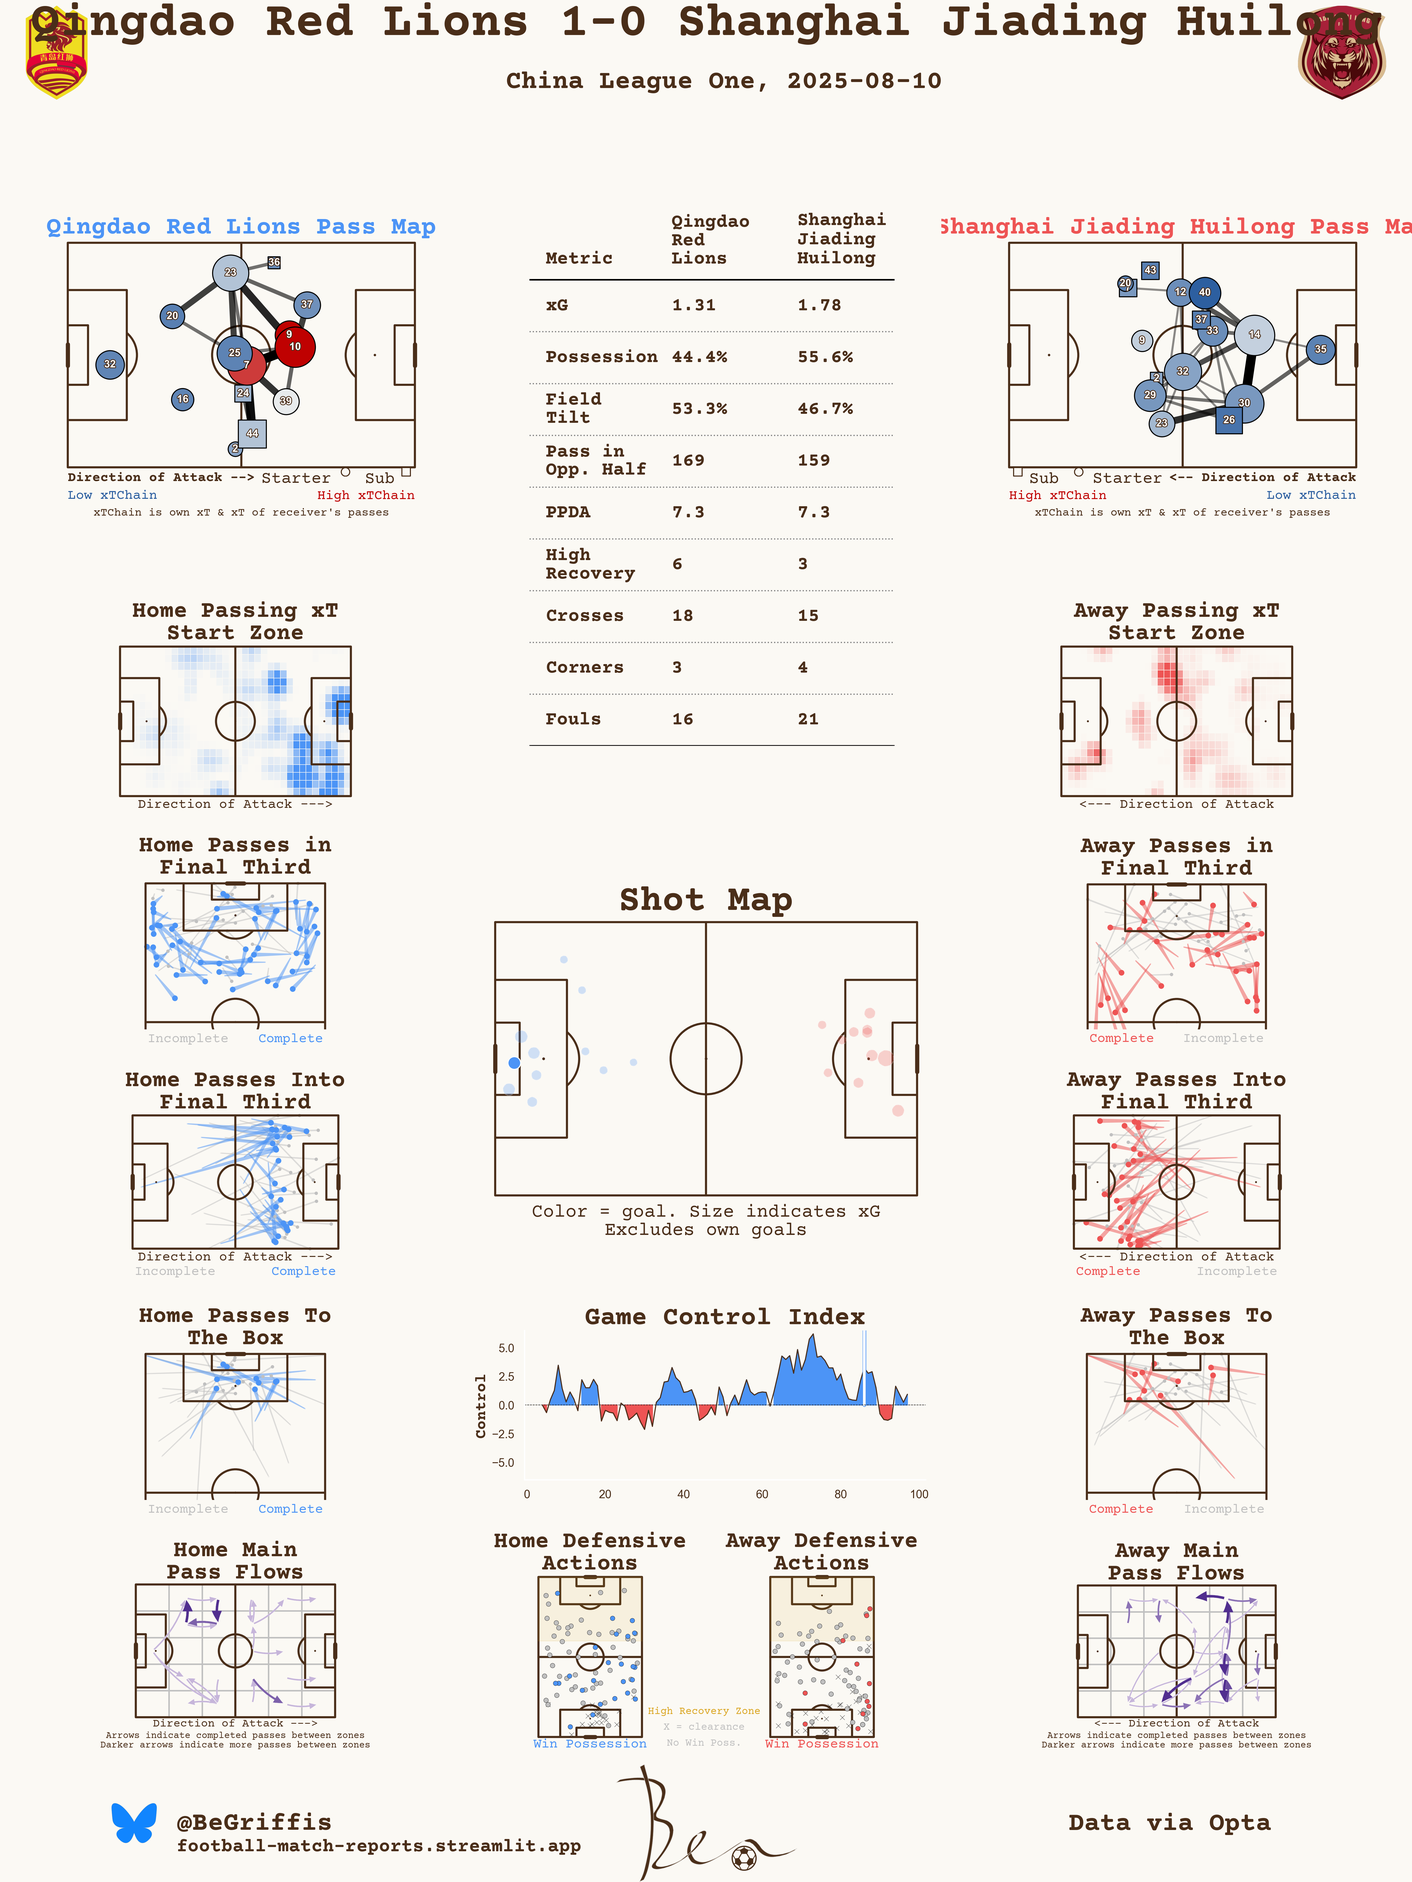 Qingdao Red Lions 1-0 Shanghai Jiading Huilong
China League One, 2025-08-10
青岛红狮
Qingdao Red Lions Pass Map
36
23
37
20
9
10
25
7
32
24
16
39
44
2
Direction of Attack --> Starter Sub
Low xTChain High xTChain
xTChain is own xT & xT of receiver's passes
Metric Qingdao Red Lions Shanghai Jiading Huilong
xG 1.31 1.78
Possession 44.4% 55.6%
Field Tilt 53.3% 46.7%
Pass in Opp. Half 169 159
PPDA 7.3 7.3
High Recovery 6 3
Crosses 18 15
Corners 3 4
Fouls 16 21
Shanghai Jiading Huilong Pass Ma
43
20
12
40
37
33
14
9
35
32
2
29
30
26
23
Sub Starter <-- Direction of Attack
High xTChain Low xTChain
xTChain is own xT & xT of receiver's passes
Home Passing xT
Start Zone
Direction of Attack --->
Away Passing xT
Start Zone
<--- Direction of Attack
Home Passes in
Final Third
Incomplete Complete
Away Passes in
Final Third
Complete Incomplete
Shot Map
Color = goal. Size indicates xG
Excludes own goals
Home Passes Into
Final Third
Direction of Attack --->
Incomplete Complete
Away Passes Into
Final Third
<--- Direction of Attack
Complete Incomplete
Home Passes To
The Box
Incomplete Complete
Game Control Index
Control
5.0
2.5
0.0
−2.5
−5.0
0 20 40 60 80 100
Away Passes To
The Box
Complete Incomplete
Home Main
Pass Flows
Direction of Attack --->
Arrows indicate completed passes between zones
Darker arrows indicate more passes between zones
Home Defensive
Actions
Win Possession
High Recovery Zone
X = clearance
No Win Poss.
Away Defensive
Actions
Win Possession
Away Main
Pass Flows
<--- Direction of Attack
Arrows indicate completed passes between zones
Darker arrows indicate more passes between zones
@BeGriffis
football-match-reports.streamlit.app
Ben
Data via Opta